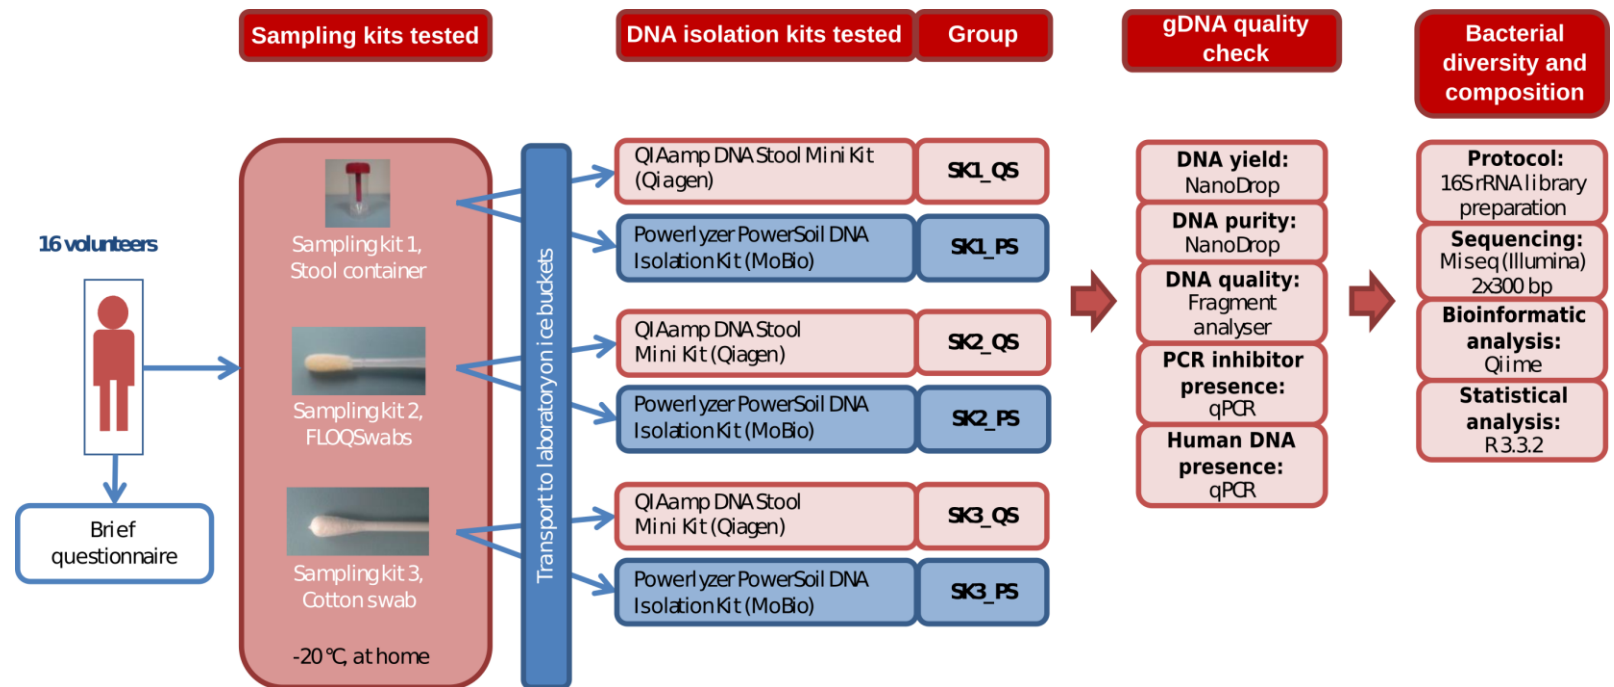 Sampling kits tested
DNA isolation kits tested
Group
gDNA quality
check
Bacterial
diversity and
composition
16 volunteers
Brief
questionnaire
Sampling kit 1,
Stool container
Sampling kit 2,
FLOQSwabs
Sampling kit 3,
Cotton swab
-20 °C, at home
Transport to laboratory on ice buckets
QIAamp DNA Stool Mini Kit
(Qiagen)
SK1_QS
Powerlyzer PowerSoil DNA
Isolation Kit (MoBio)
SK1_PS
QIAamp DNA Stool
Mini Kit (Qiagen)
SK2_QS
Powerlyzer PowerSoil DNA
Isolation Kit (MoBio)
SK2_PS
QIAamp DNA Stool
Mini Kit (Qiagen)
SK3_QS
Powerlyzer PowerSoil DNA
Isolation Kit (MoBio)
SK3_PS
DNA yield:
NanoDrop
DNA purity:
NanoDrop
DNA quality:
Fragment
analyser
PCR inhibitor
presence:
qPCR
Human DNA
presence:
qPCR
Protocol:
16S rRNA library
preparation
Sequencing:
Miseq (Illumina)
2x300 bp
Bioinformatic
analysis:
Qiime
Statistical
analysis:
R 3.3.2